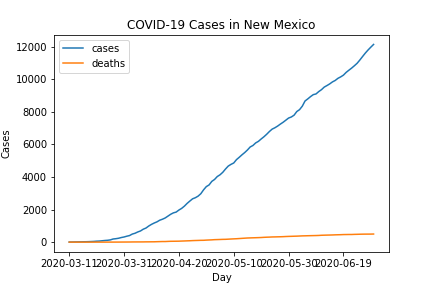 COVID-19 Cases in New Mexico
cases
deaths
12000
10000
8000
6000
4000
2000
0
Cases
2020-03-11
2020-03-31
2020-04-20
2020-05-10
2020-05-30
2020-06-19
Day